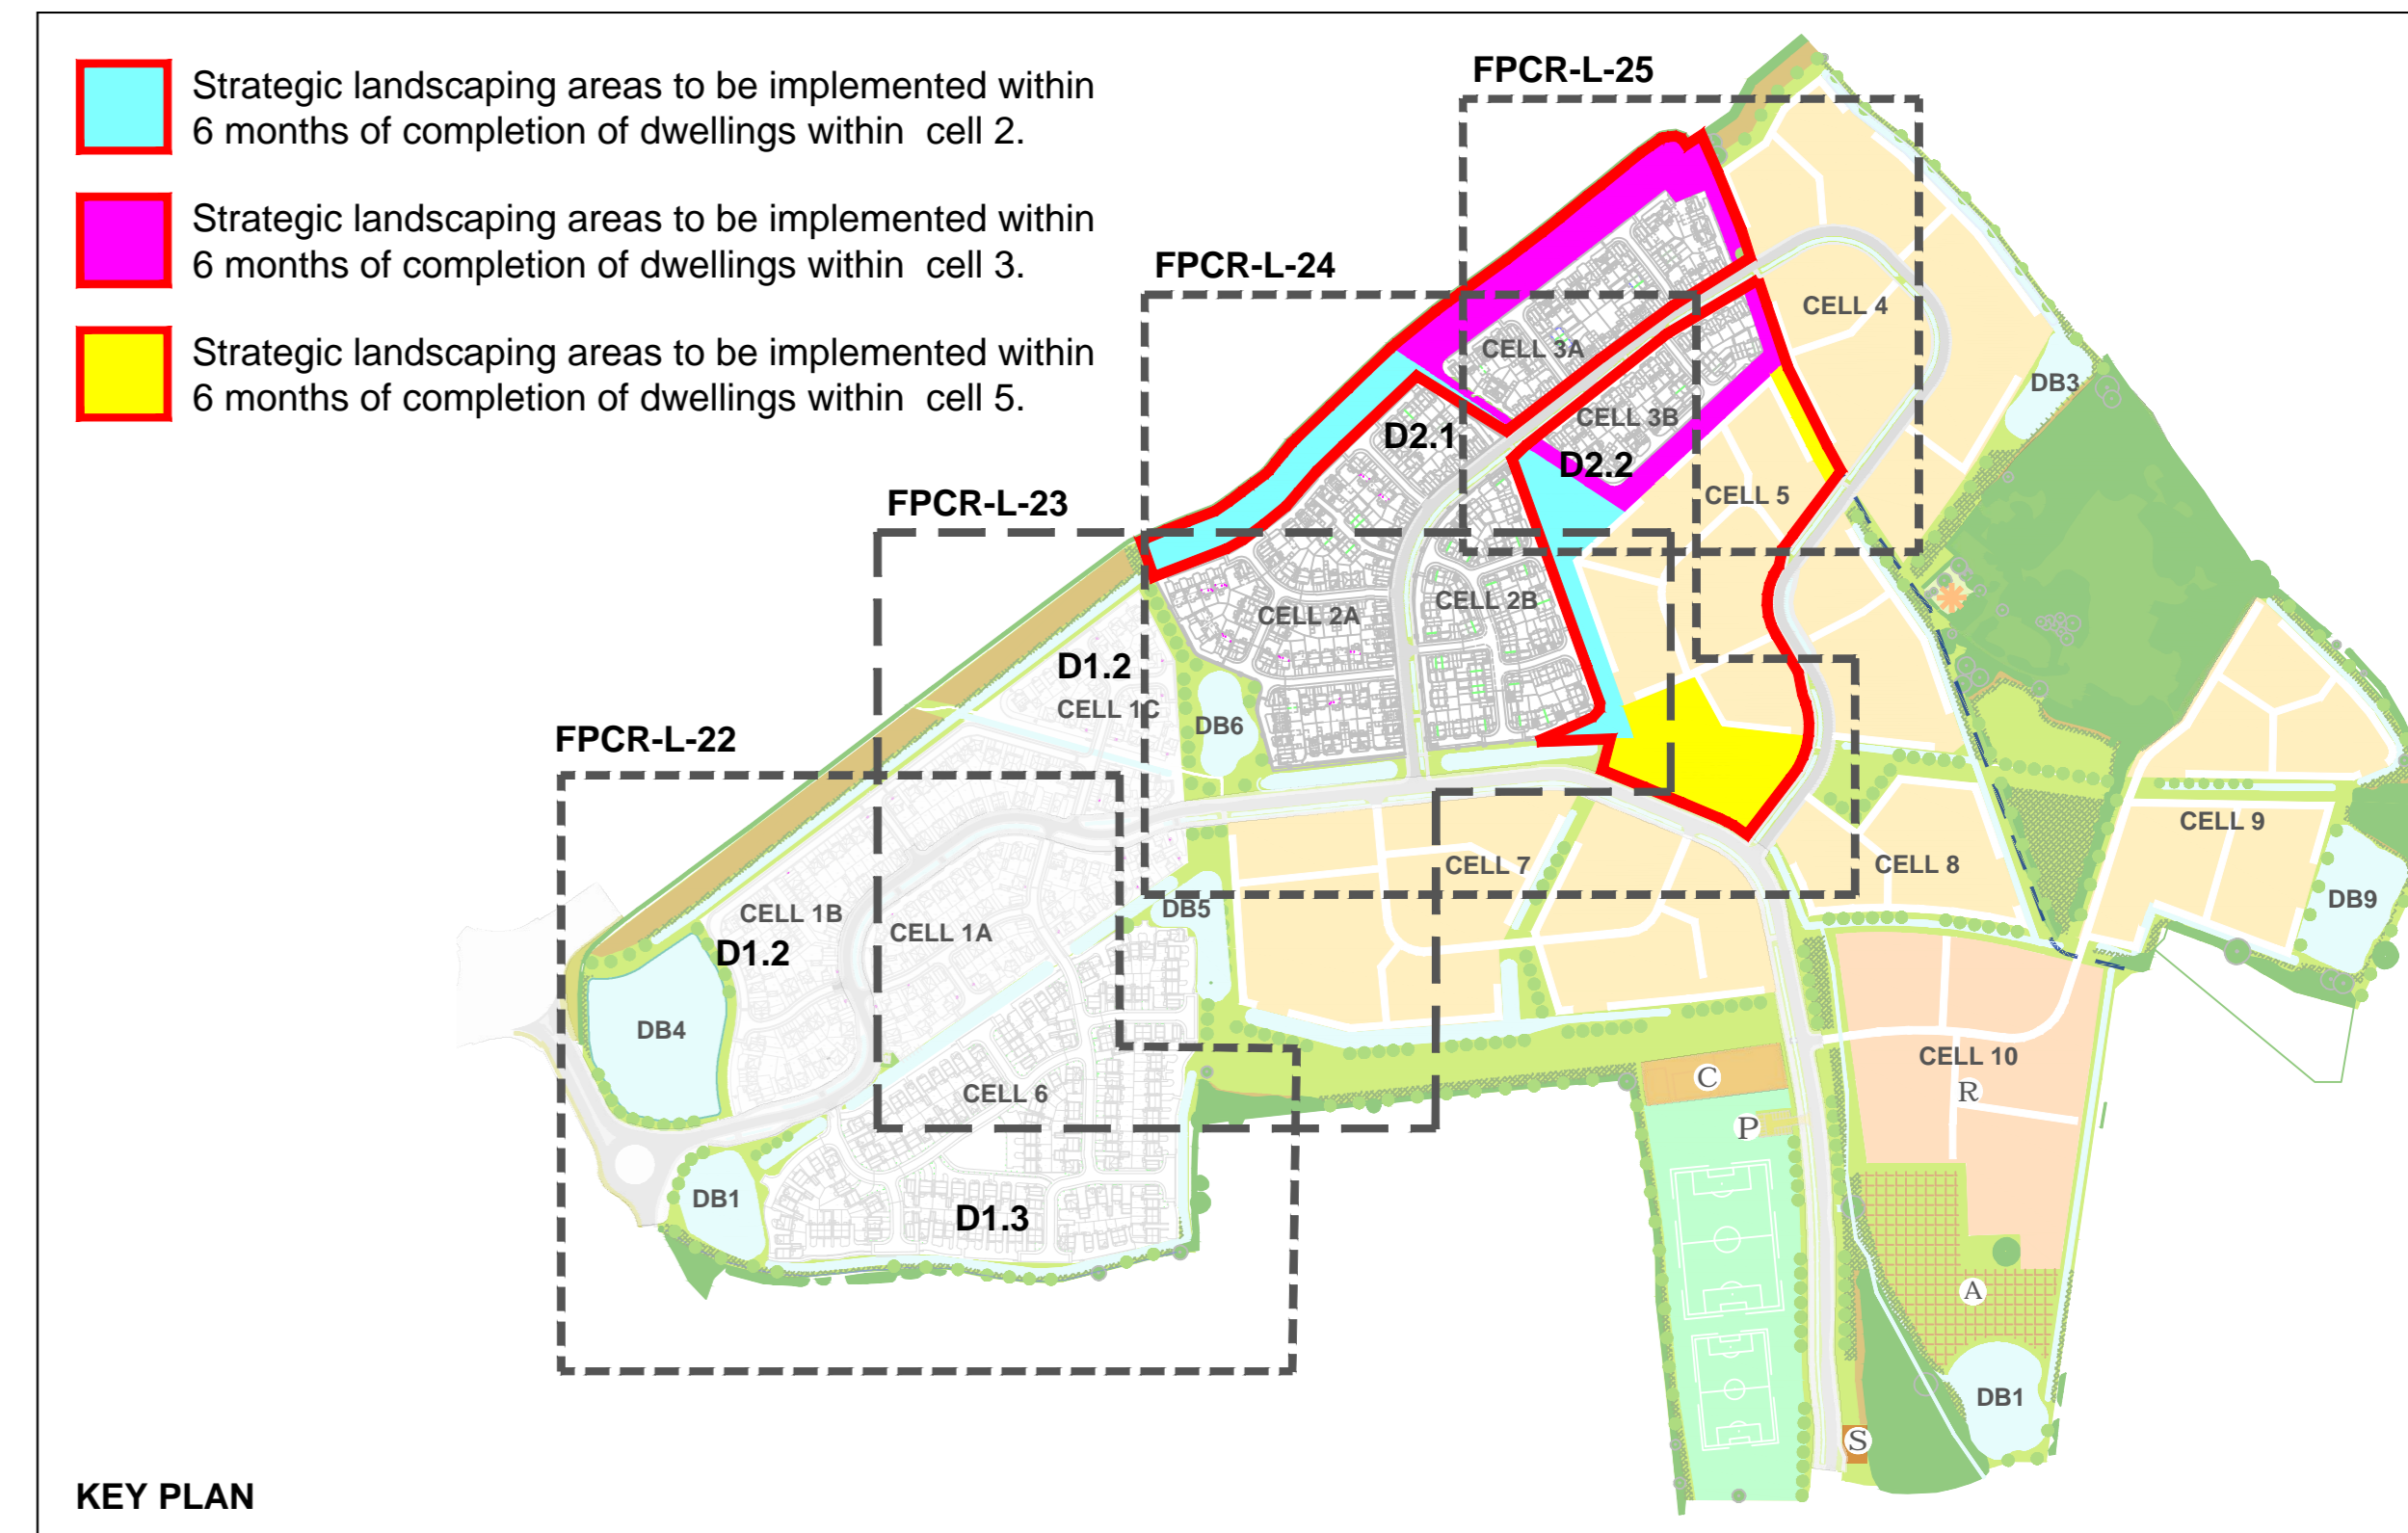 Strategic landscaping areas to be implemented within
6 months of completion of dwellings within cell 2.
Strategic landscaping areas to be implemented within
6 months of completion of dwellings within cell 3.
Strategic landscaping areas to be implemented within
6 months of completion of dwellings within cell 5.
FPCR-L-25
FPCR-L-24
CELL 4
CELL 3A
DB3
CELL 3B
D2.1
D2.2
CELL 5
FPCR-L-23
CELL 2B
CELL 2A
D1.2
CELL 1C
DB6
FPCR-L-22
CELL 9
CELL 7
CELL 8
DB9
DB5
CELL 1B
CELL 1A
D1.2
DB4
CELL 10
C
R
CELL 6
P
DB1
D1.3
A
DB1
S
KEY PLAN